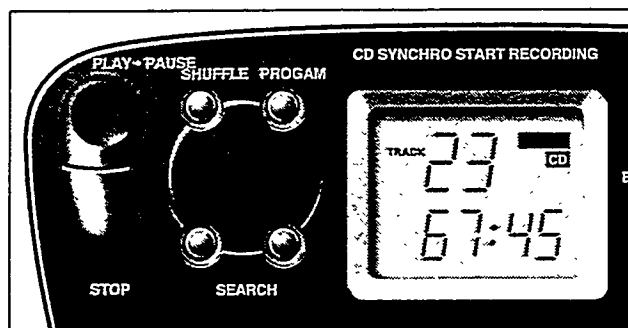 PLAY▸PAUSE
SHUFFLE PROGAM
CD SYNCHRO START RECORDING
TRACK 23
CD
67:45
STOP
SEARCH